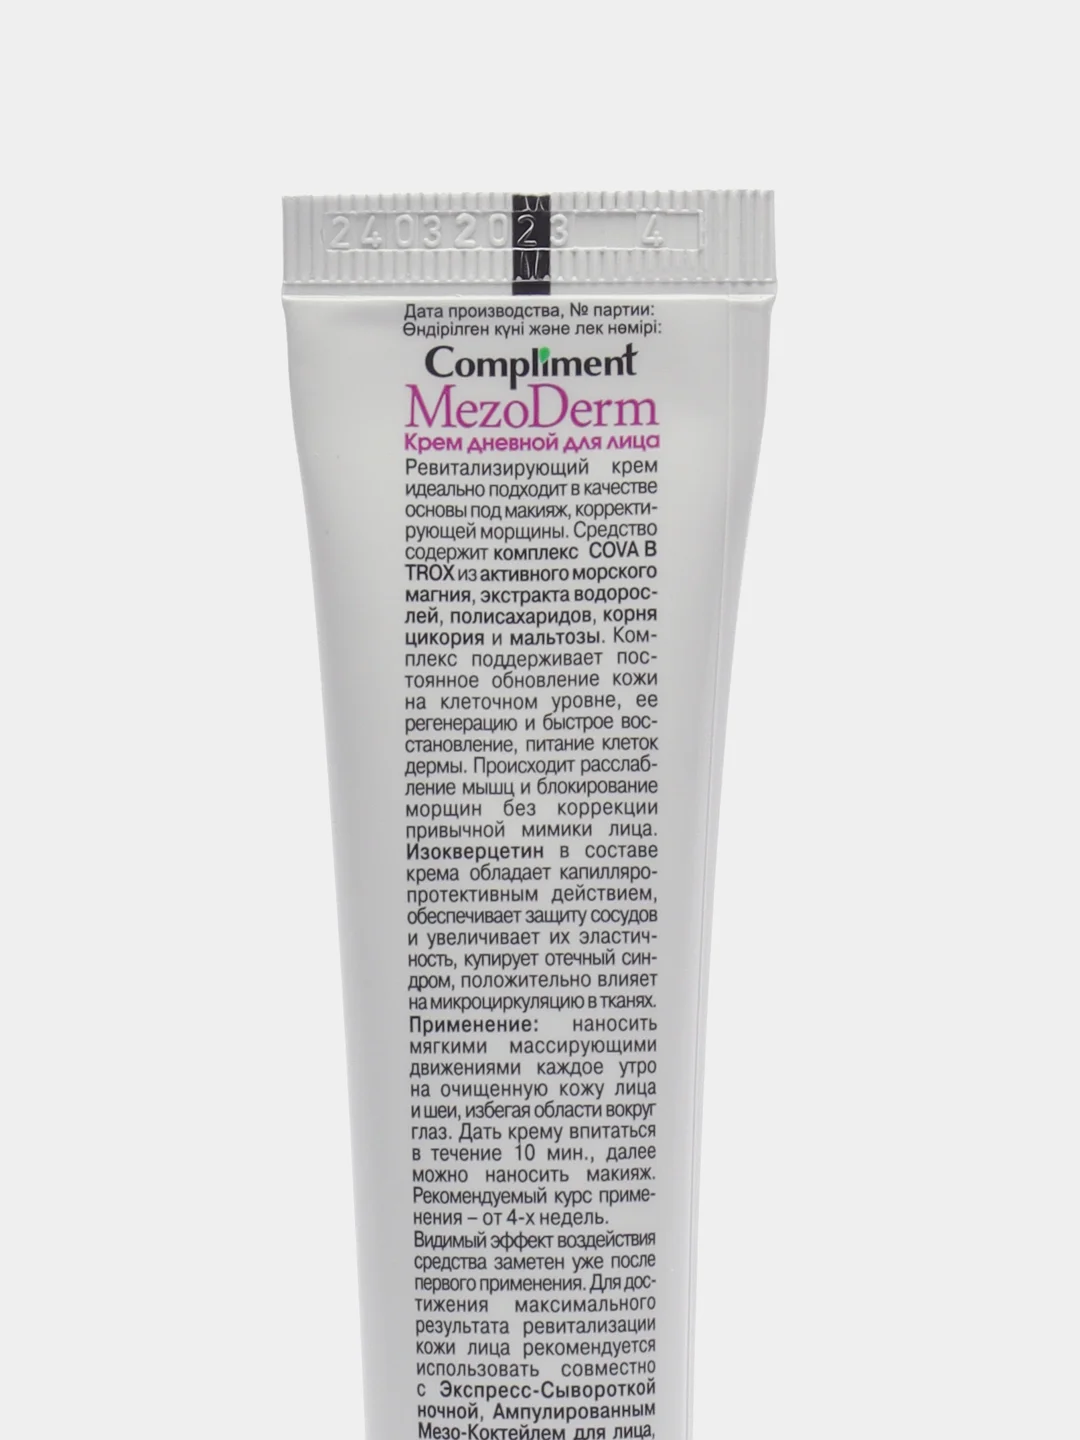 24032023 4
Дата производства, № партии:
Өндірілген күні және лек нөмірі:
Compliment
MezoDerm
Крем дневной для лица
Ревитализирующий крем
идеально подходит в качестве
основы под макияж, корректи-
рующей морщины. Средство
содержит комплекс COVA B
TROX из активного морского
магния, экстракта водорос-
лей, полисахаридов, корня
цикория и мальтозы. Ком-
плекс поддерживает пос-
тоянное обновление кожи
на клеточном уровне, ее
регенерацию и быстрое вос-
становление, питание клеток
дермы. Происходит расслаб-
ление мышц и блокирование
морщин без коррекции
привычной мимики лица.
Изокверцетин в составе
крема обладает капилляро-
протективным действием,
обеспечивает защиту сосудов
и увеличивает их эластич-
ность, купирует отечный син-
дром, положительно влияет
на микроциркуляцию в тканях.
Применение: наносить
мягкими массирующими
движениями каждое утро
на очищенную кожу лица
и шеи, избегая области вокруг
глаз. Дать крему впитаться
в течение 10 мин., далее
можно наносить макияж.
Рекомендуемый курс приме-
нения – от 4-х недель.
Видимый эффект воздействия
средства заметен уже после
первого применения. Для дос-
тижения максимального
результата ревитализации
кожи лица рекомендуется
использовать совместно
с Экспресс-Сывороткой
ночной, Ампулированным
Мезо-Коктейлем для лица,